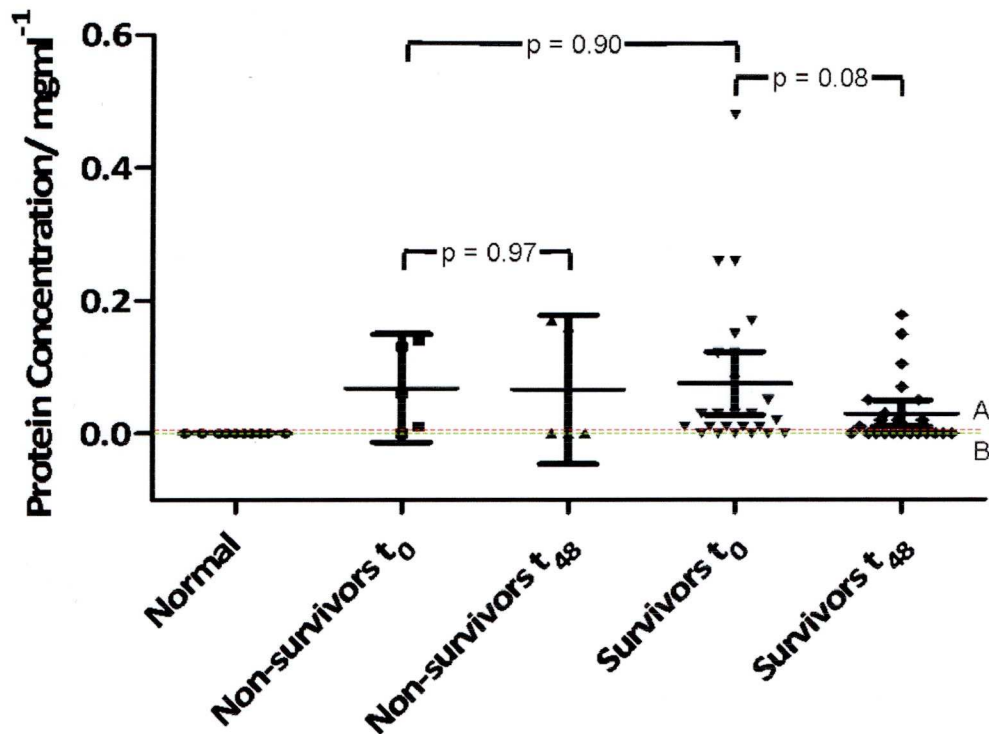 Protein Concentration/ mgml⁻¹
0.6
0.4
0.2
0.0
p = 0.90
p = 0.08
p = 0.97
A
B
Normal
Non-survivors t₀
Non-survivors t₄₈
Survivors t₀
Survivors t₄₈